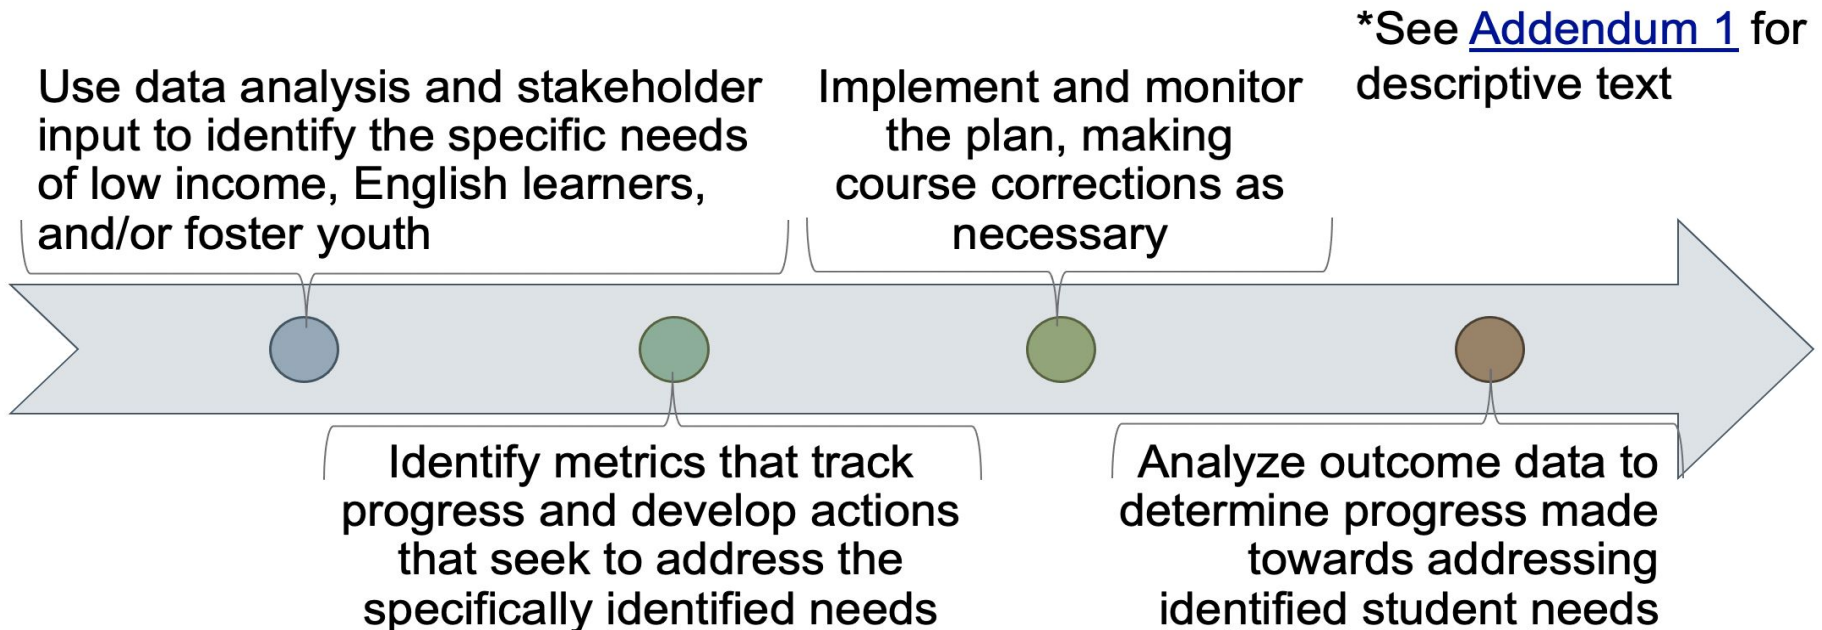 *See Addendum 1 for
descriptive text
Use data analysis and stakeholder
input to identify the specific needs
of low income, English learners,
and/or foster youth
Implement and monitor
the plan, making
course corrections as
necessary
Identify metrics that track
progress and develop actions
that seek to address the
specifically identified needs
Analyze outcome data to
determine progress made
towards addressing
identified student needs